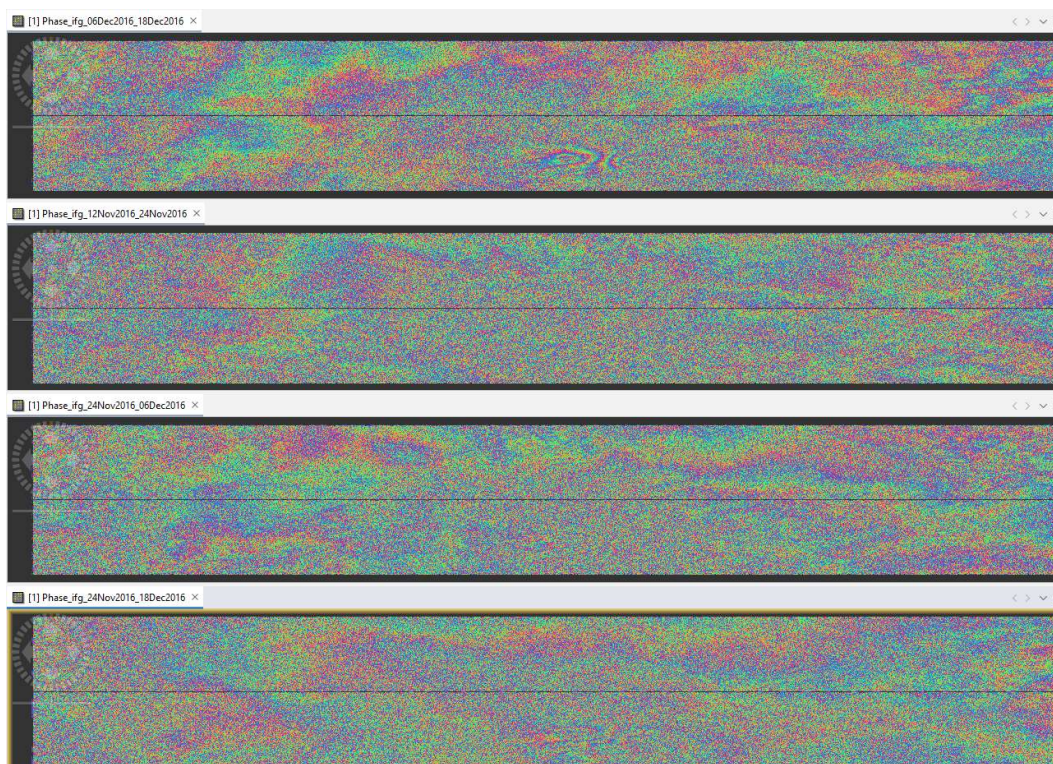 [1] Phase_ifg_06Dec2016_18Dec2016
[1] Phase_ifg_12Nov2016_24Nov2016
[1] Phase_ifg_24Nov2016_06Dec2016
[1] Phase_ifg_24Nov2016_18Dec2016